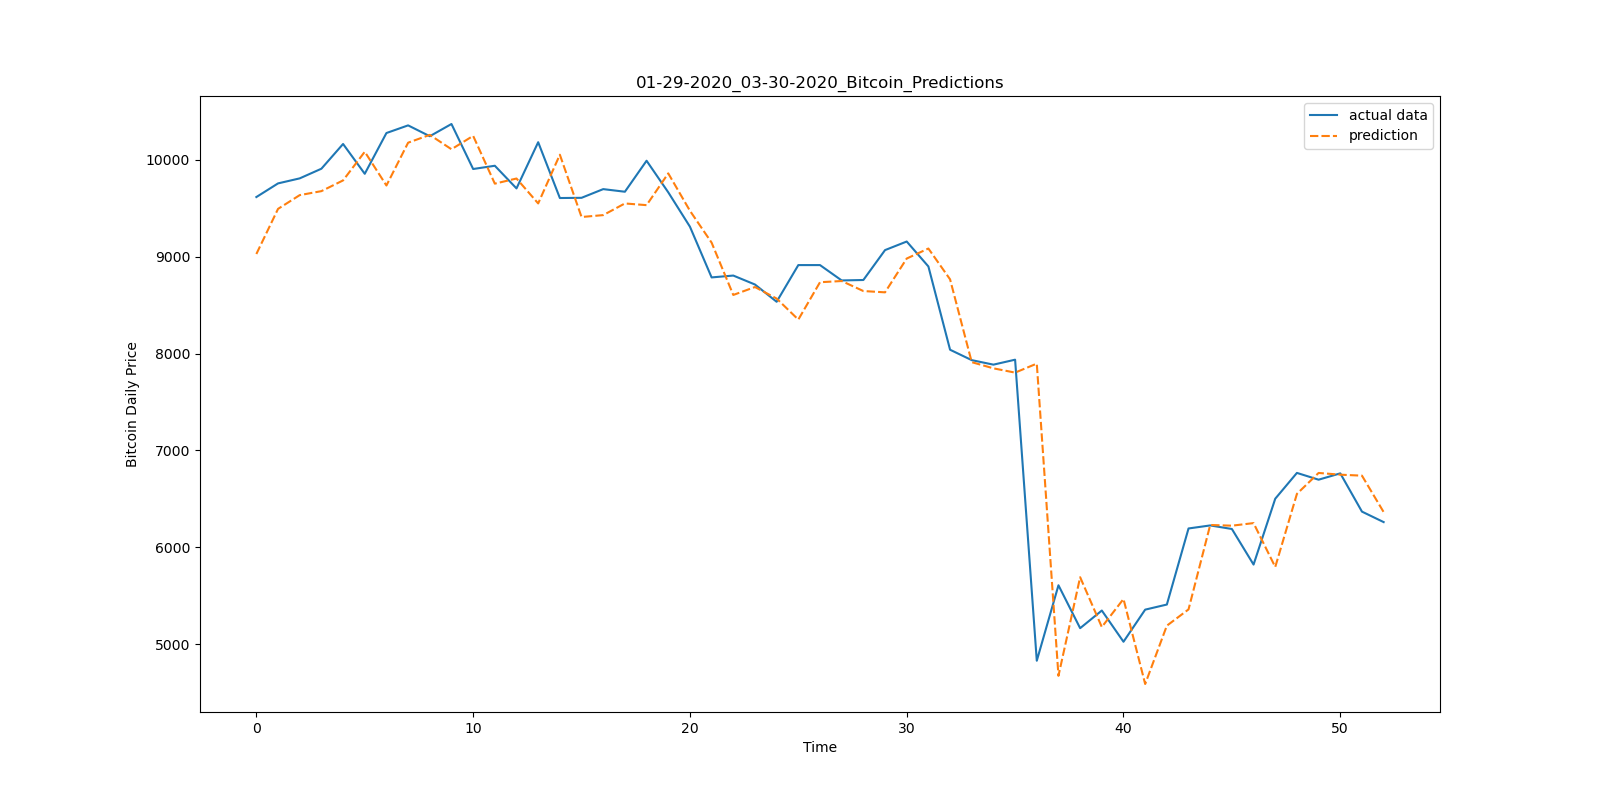 01-29-2020_03-30-2020_Bitcoin_Predictions
actual data
prediction
Bitcoin Daily Price
10000
9000
8000
7000
6000
5000
0 10 20 30 40 50
Time